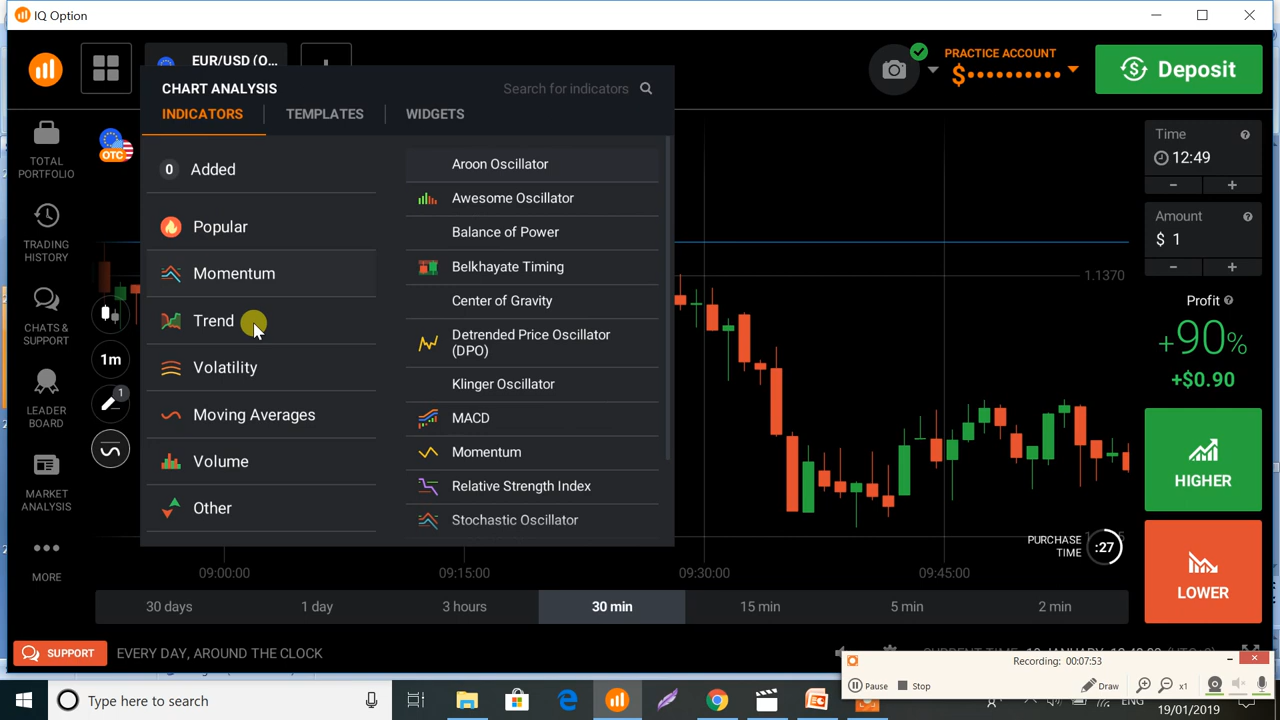 IQ Option
EUR/USD (O...
PRACTICE ACCOUNT
$
Deposit
CHART ANALYSIS
Search for indicators
INDICATORS
TEMPLATES
WIDGETS
TOTAL
PORTFOLIO
TRADING
HISTORY
CHATS &
SUPPORT
LEADER
BOARD
MARKET
ANALYSIS
MORE
OTC
1m
1
0 Added
Popular
Momentum
Trend
Volatility
Moving Averages
Volume
Other
Aroon Oscillator
Awesome Oscillator
Balance of Power
Belkhayate Timing
Center of Gravity
Detrended Price Oscillator
(DPO)
Klinger Oscillator
MACD
Momentum
Relative Strength Index
Stochastic Oscillator
1.1370
Time
12:49
- +
Amount
$ 1
- +
Profit
+90%
+$0.90
HIGHER
LOWER
PURCHASE
TIME
:27
09:00:00
09:15:00
09:30:00
09:45:00
30 days
1 day
3 hours
30 min
15 min
5 min
2 min
SUPPORT
EVERY DAY, AROUND THE CLOCK
Recording: 00:07:53
Pause
Stop
Draw
x1
Type here to search
ENG
19/01/2019